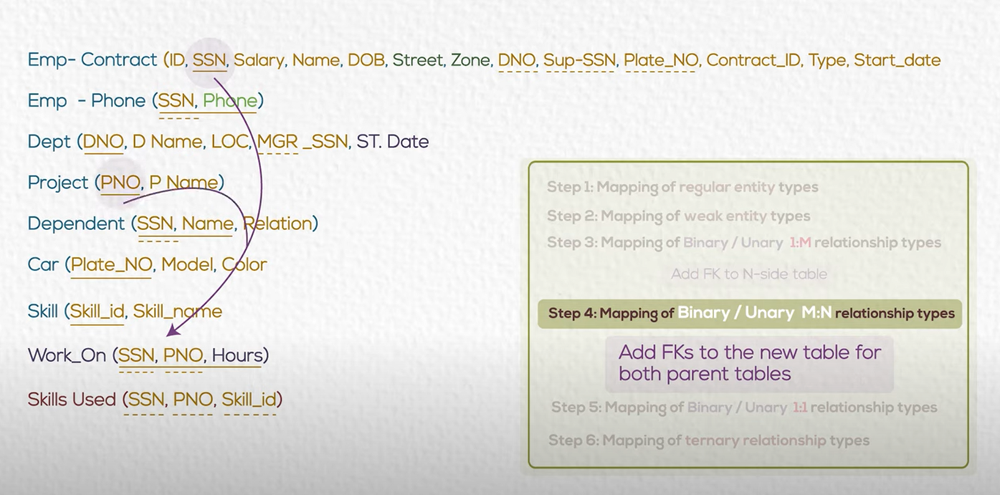 Emp- Contract (ID, SSN, Salary, Name, DOB, Street, Zone, DNO, Sup-SSN, Plate_NO, Contract_ID, Type, Start_date
Emp - Phone (SSN, Phone)
Dept (DNO, D Name, LOC, MGR _SSN, ST. Date
Project (PNO, P Name)
Dependent (SSN, Name, Relation)
Car (Plate_NO, Model, Color
Skill (Skill_id, Skill_name
Work_On (SSN, PNO, Hours)
Skills Used (SSN, PNO, Skill_id)
Step 1: Mapping of regular entity types
Step 2: Mapping of weak entity types
Step 3: Mapping of Binary / Unary 1:M relationship types
Add FK to N-side table
Step 4: Mapping of Binary / Unary M:N relationship types
Add FKs to the new table for
both parent tables
Step 5: Mapping of Binary / Unary 1:1 relationship types
Step 6: Mapping of ternary relationship types